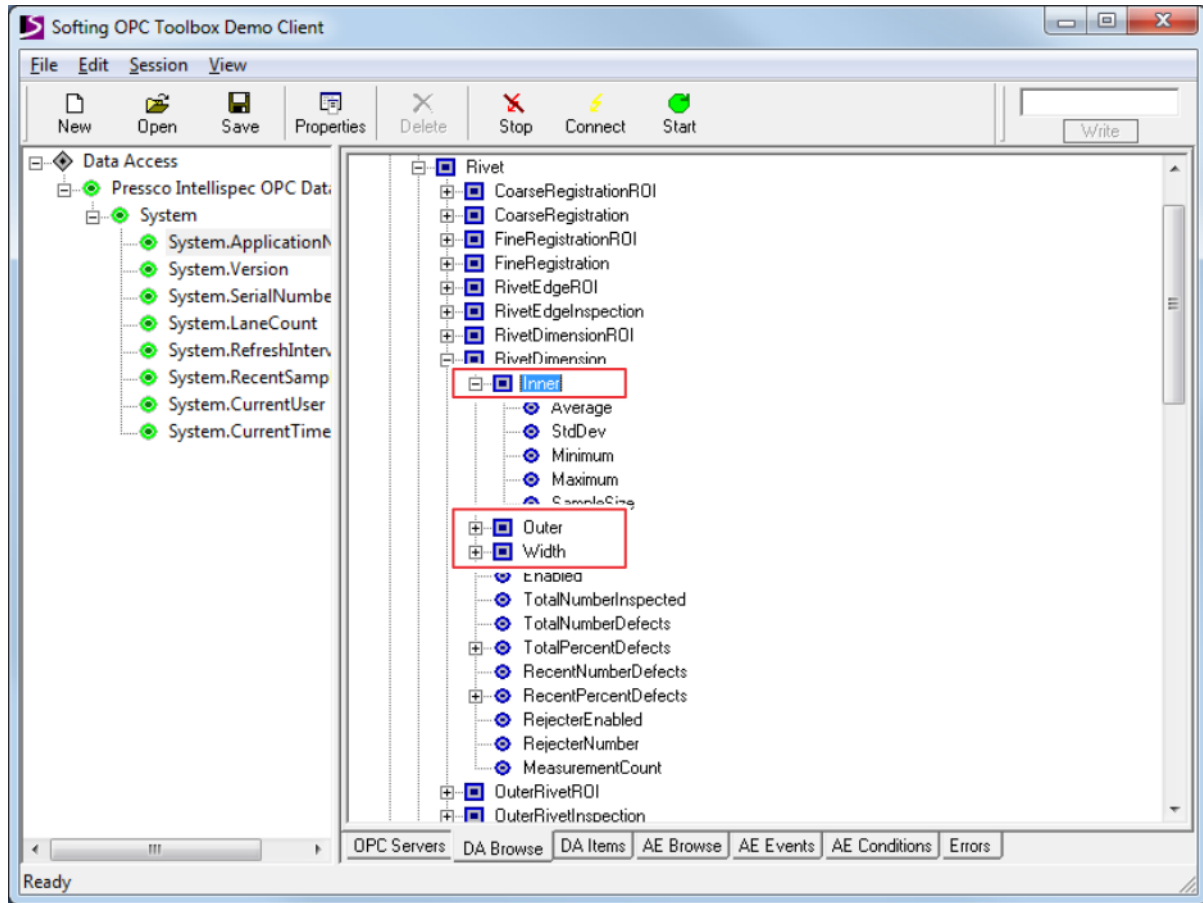 Softing OPC Toolbox Demo Client
File Edit Session View
New Open Save Properties Delete Stop Connect Start Write
Data Access
Pressco Intellispec OPC Data
System
System.ApplicationN
System.Version
System.SerialNumbe
System.LaneCount
System.RefreshInterv
System.RecentSamp
System.CurrentUser
System.CurrentTime
Rivet
CoarseRegistrationROI
CoarseRegistration
FineRegistrationROI
FineRegistration
RivetEdgeROI
RivetEdgeInspection
RivetDimensionROI
RivetDimension
Inner
Average
StdDev
Minimum
Maximum
SampleSize
Outer
Width
Enabled
TotalNumberInspected
TotalNumberDefects
TotalPercentDefects
RecentNumberDefects
RecentPercentDefects
RejecterEnabled
RejecterNumber
MeasurementCount
OuterRivetROI
OuterRivetInspection
OPC Servers DA Browse DA Items AE Browse AE Events AE Conditions Errors
Ready